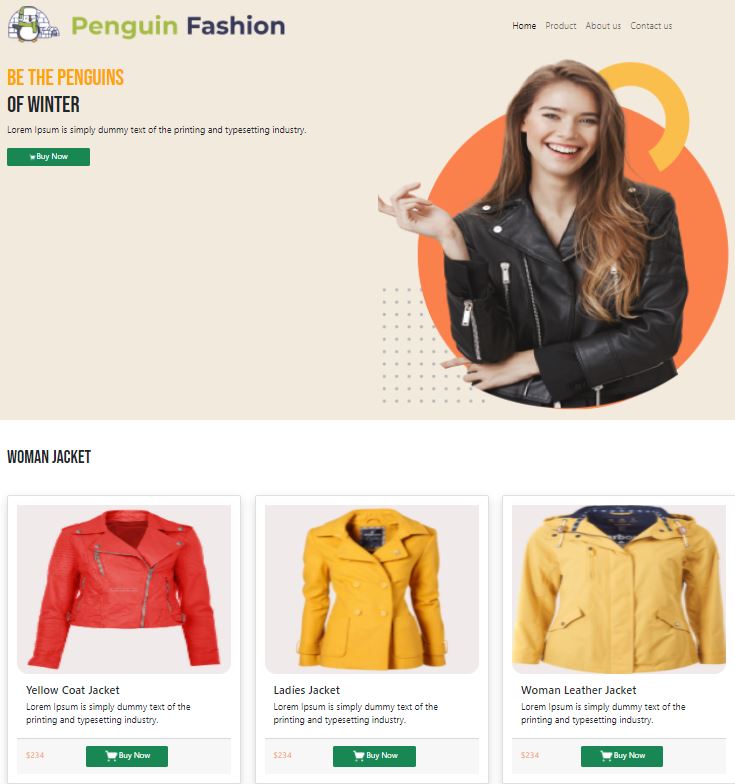 Penguin Fashion
Home Product About us Contact us
BE THE PENGUINS
OF WINTER
Lorem Ipsum is simply dummy text of the printing and typesetting industry.
Buy Now
WOMAN JACKET
Yellow Coat Jacket
Lorem Ipsum is simply dummy text of the
printing and typesetting industry.
$234 Buy Now
Ladies Jacket
Lorem Ipsum is simply dummy text of the
printing and typesetting industry.
$234 Buy Now
Woman Leather Jacket
Lorem Ipsum is simply dummy text of the
printing and typesetting industry.
$234 Buy Now